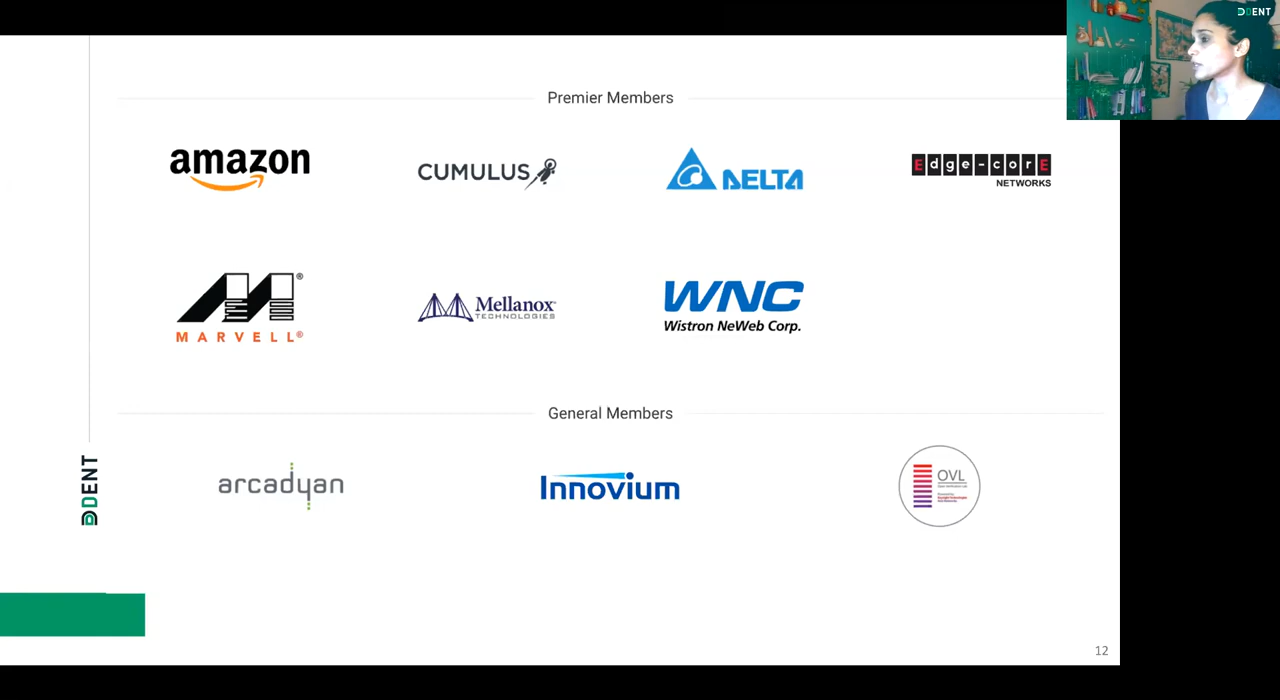 DENT
Premier Members
amazon
CUMULUS
DELTA
Edge-corE
NETWORKS
MARVELL®
®
Mellanox
TECHNOLOGIES
WNC
Wistron NeWeb Corp.
General Members
arcadyan
Innovium
OVL
DENT
12